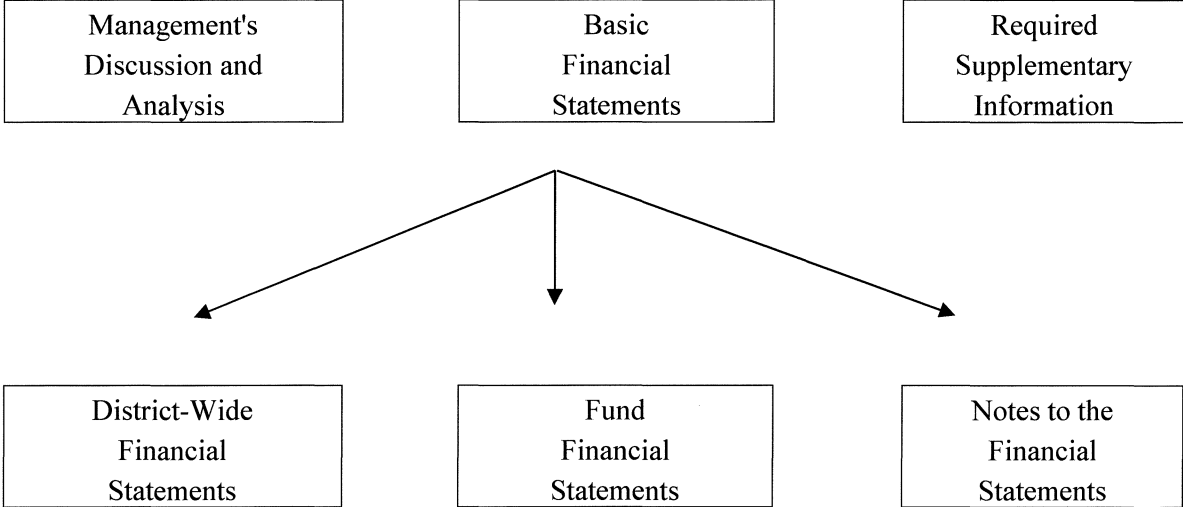 Management's
Discussion and
Analysis
Basic
Financial
Statements
Required
Supplementary
Information
District-Wide
Financial
Statements
Fund
Financial
Statements
Notes to the
Financial
Statements